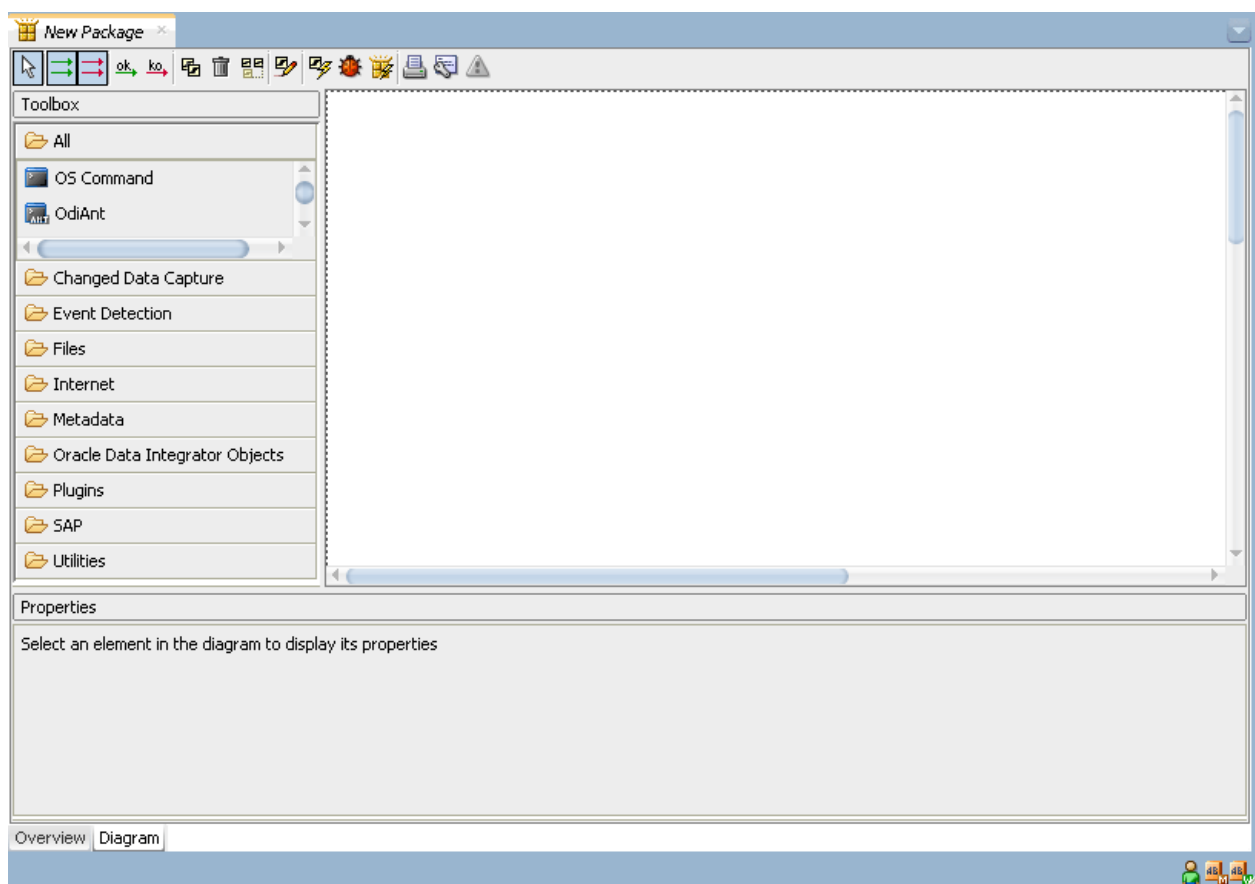 New Package
ok ko
Toolbox
All
OS Command
OdiAnt
Changed Data Capture
Event Detection
Files
Internet
Metadata
Oracle Data Integrator Objects
Plugins
SAP
Utilities
Properties
Select an element in the diagram to display its properties
Overview Diagram